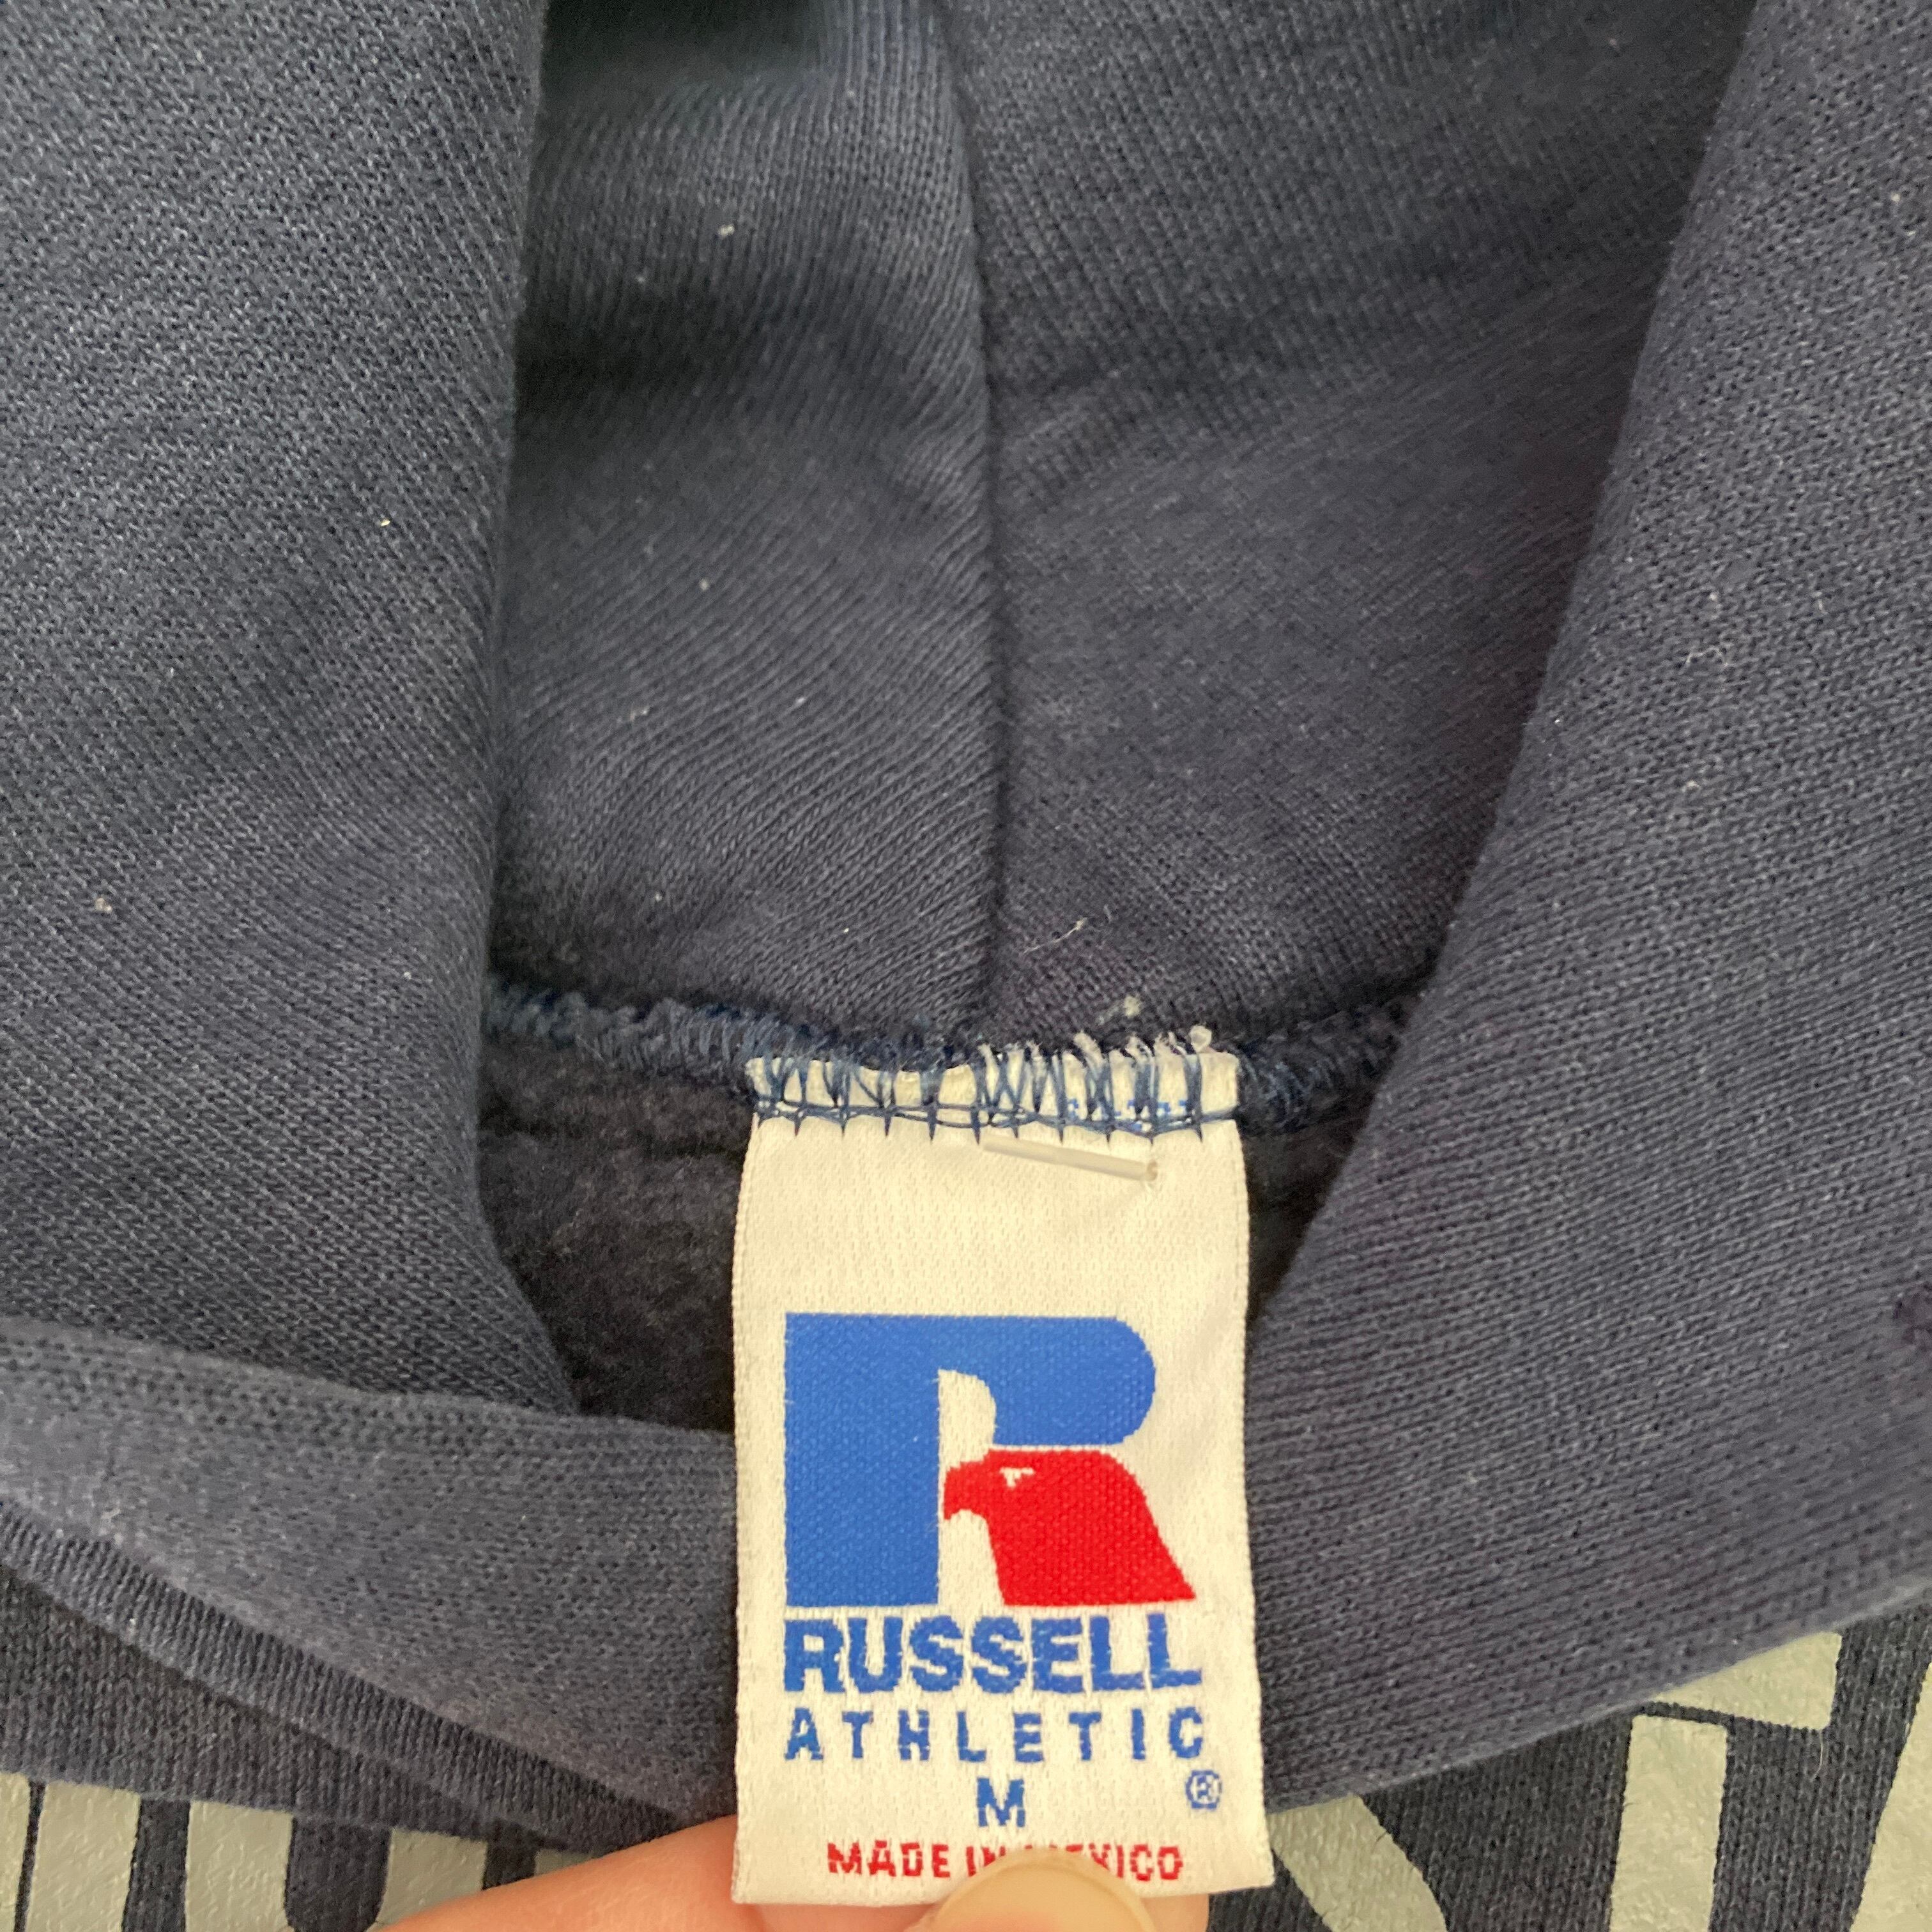 RUSSELL
ATHLETIC
M ®
MADE IN MEXICO